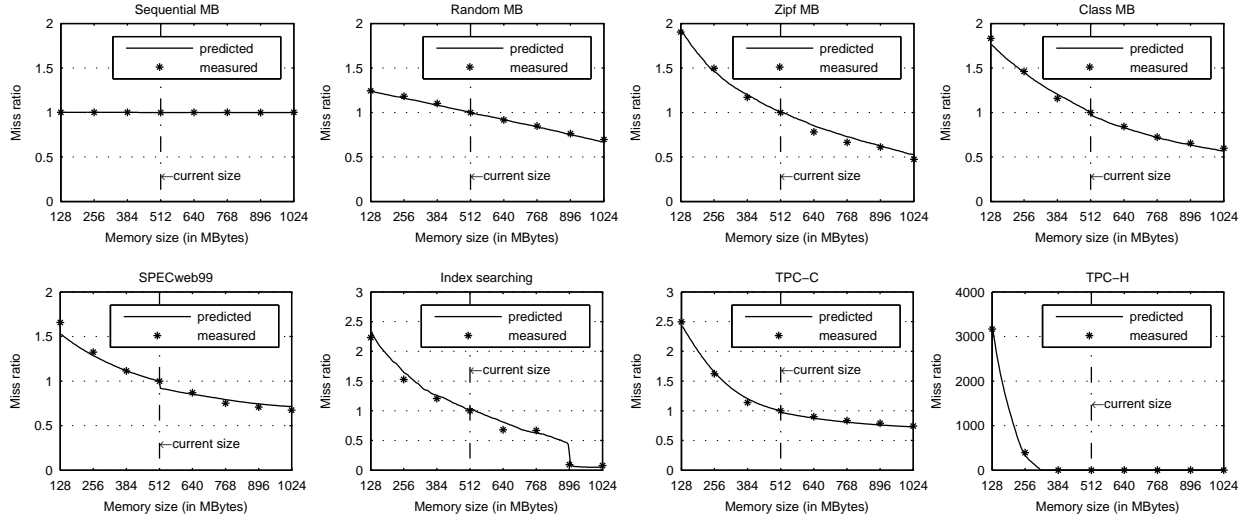 Sequential MB
2
1.5
1
0.5
0
Miss ratio
predicted
measured
←current size
128 256 384 512 640 768 896 1024
Memory size (in MBytes)
Random MB
2
1.5
1
0.5
0
Miss ratio
predicted
measured
←current size
128 256 384 512 640 768 896 1024
Memory size (in MBytes)
Zipf MB
2
1.5
1
0.5
0
Miss ratio
predicted
measured
←current size
128 256 384 512 640 768 896 1024
Memory size (in MBytes)
Class MB
2
1.5
1
0.5
0
Miss ratio
predicted
measured
←current size
128 256 384 512 640 768 896 1024
Memory size (in MBytes)
SPECweb99
2
1.5
1
0.5
0
Miss ratio
predicted
measured
←current size
128 256 384 512 640 768 896 1024
Memory size (in MBytes)
Index searching
3
2.5
2
1.5
1
0.5
0
Miss ratio
predicted
measured
←current size
128 256 384 512 640 768 896 1024
Memory size (in MBytes)
TPC−C
3
2.5
2
1.5
1
0.5
0
Miss ratio
predicted
measured
←current size
128 256 384 512 640 768 896 1024
Memory size (in MBytes)
TPC−H
4000
3000
2000
1000
0
Miss ratio
predicted
measured
←current size
128 256 384 512 640 768 896 1024
Memory size (in MBytes)